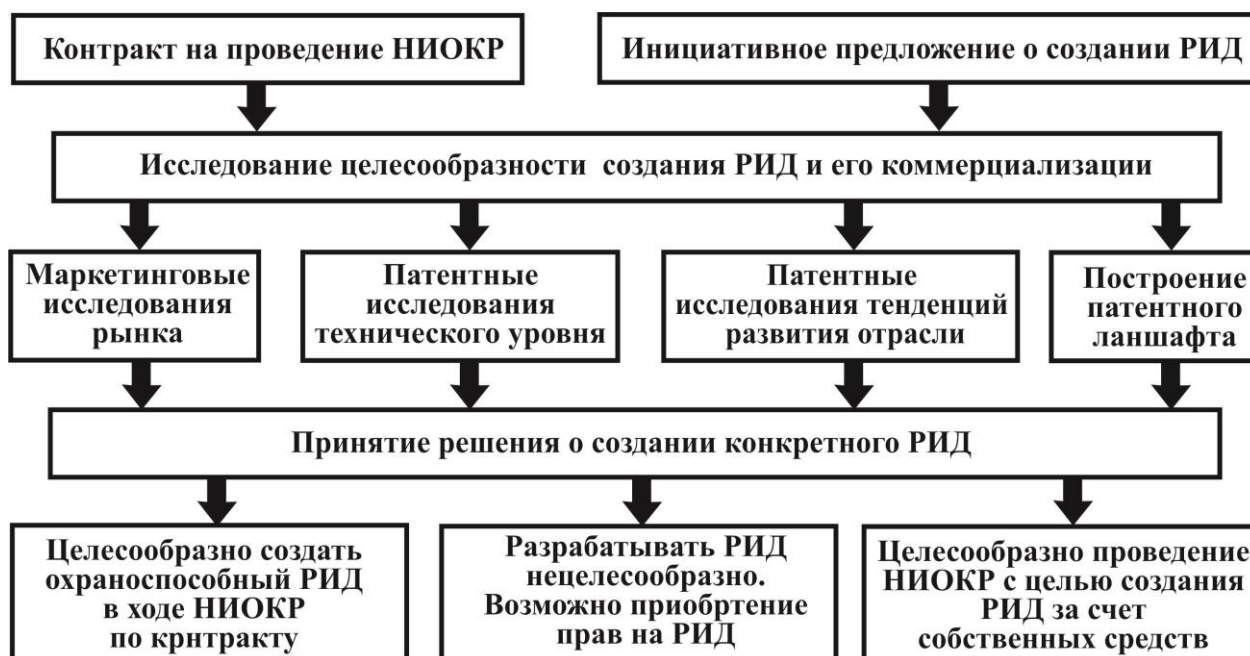 Контракт на проведение НИОКР
Инициативное предложение о создании РИД
Исследование целесообразности создания РИД и его коммерциализации
Маркетинговые
исследования
рынка
Патентные
исследования
технического уровня
Патентные
исследования тенденций
развития отрасли
Построение
патентного
ланшафта
Принятие решения о создании конкретного РИД
Целесообразно создать
охраноспособный РИД
в ходе НИОКР
по крнтракту
Разрабатывать РИД
нецелесообразно.
Возможно приобртение
прав на РИД
Целесообразно проведение
НИОКР с целью создания
РИД за счет
собственных средств